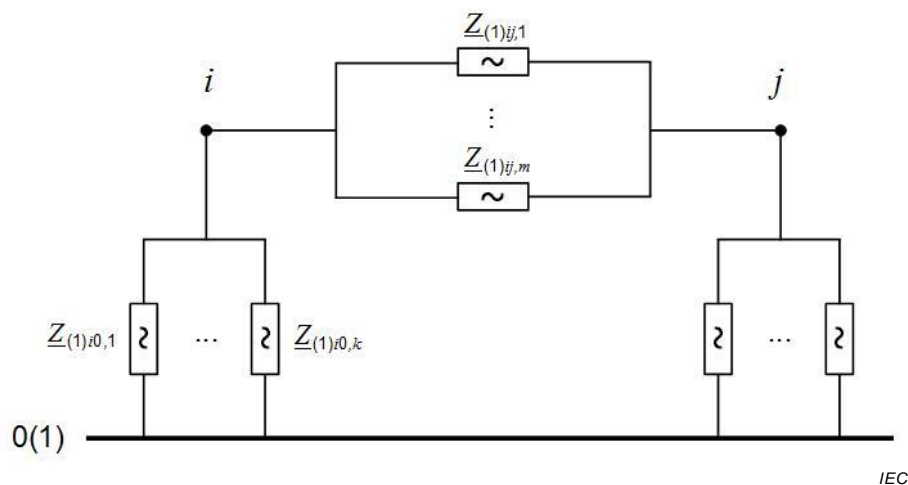 Z(1)ij,1
i
j
⋮
Z(1)ij,m
Z(1)i0,1
...
Z(1)i0,k
...
0(1)
IEC